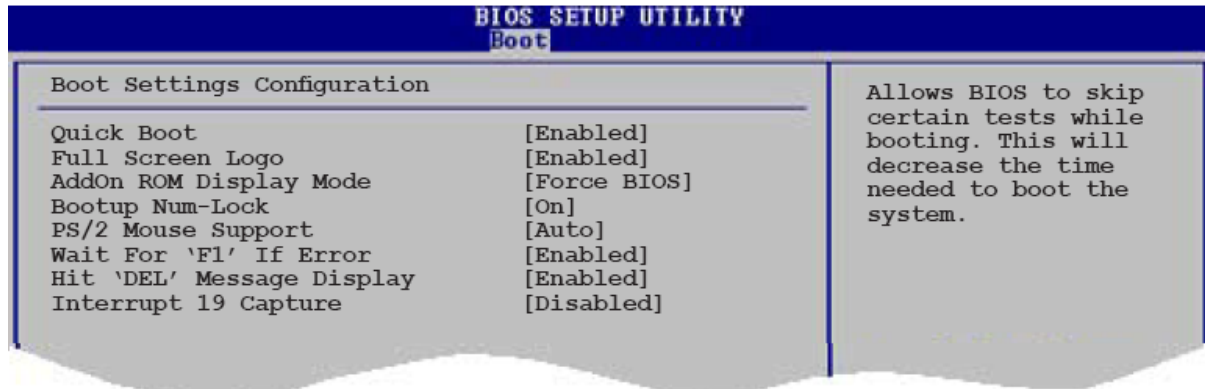 BIOS SETUP UTILITY
Boot
Boot Settings Configuration
Quick Boot [Enabled]
Full Screen Logo [Enabled]
AddOn ROM Display Mode [Force BIOS]
Bootup Num-Lock [On]
PS/2 Mouse Support [Auto]
Wait For ‘F1’ If Error [Enabled]
Hit ‘DEL’ Message Display [Enabled]
Interrupt 19 Capture [Disabled]
Allows BIOS to skip
certain tests while
booting. This will
decrease the time
needed to boot the
system.